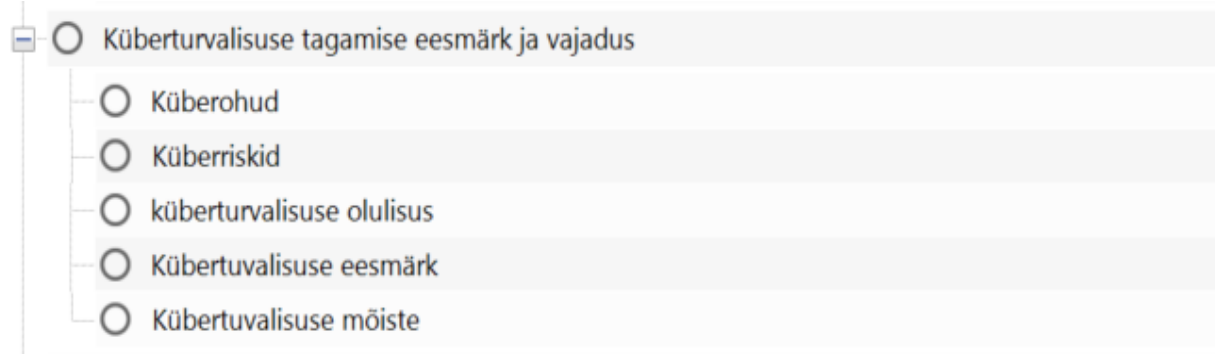 Küberturvalisuse tagamise eesmärk ja vajadus
Küberohud
Küberriskid
küberturvalisuse olulisus
Kübertuvalisuse eesmärk
Kübertuvalisuse mõiste